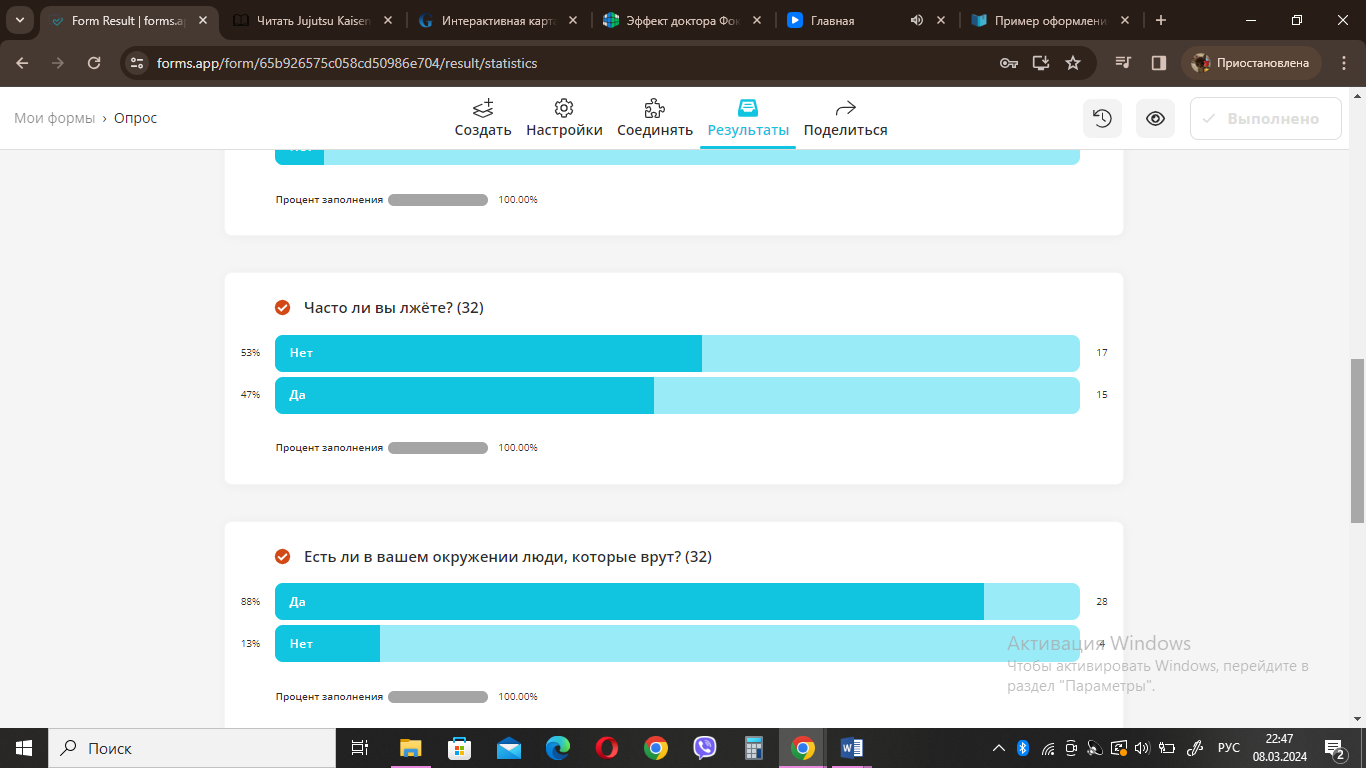 Form Result | forms.ap
Читать Jujutsu Kaisen
Интерактивная карта
Эффект доктора Фок
Главная
Пример оформлени
forms.app/form/65b926575c058cd50986e704/result/statistics
Приостановлена
Мои формы › Опрос
Создать
Настройки
Соединять
Результаты
Поделиться
Выполнено
Процент заполнения 100.00%
Часто ли вы лжёте? (32)
53% Нет 17
47% Да 15
Процент заполнения 100.00%
Есть ли в вашем окружении люди, которые врут? (32)
88% Да 28
13% Нет 4
Процент заполнения 100.00%
Активация Windows
Чтобы активировать Windows, перейдите в
раздел "Параметры".
Поиск
РУС
22:47
08.03.2024
2